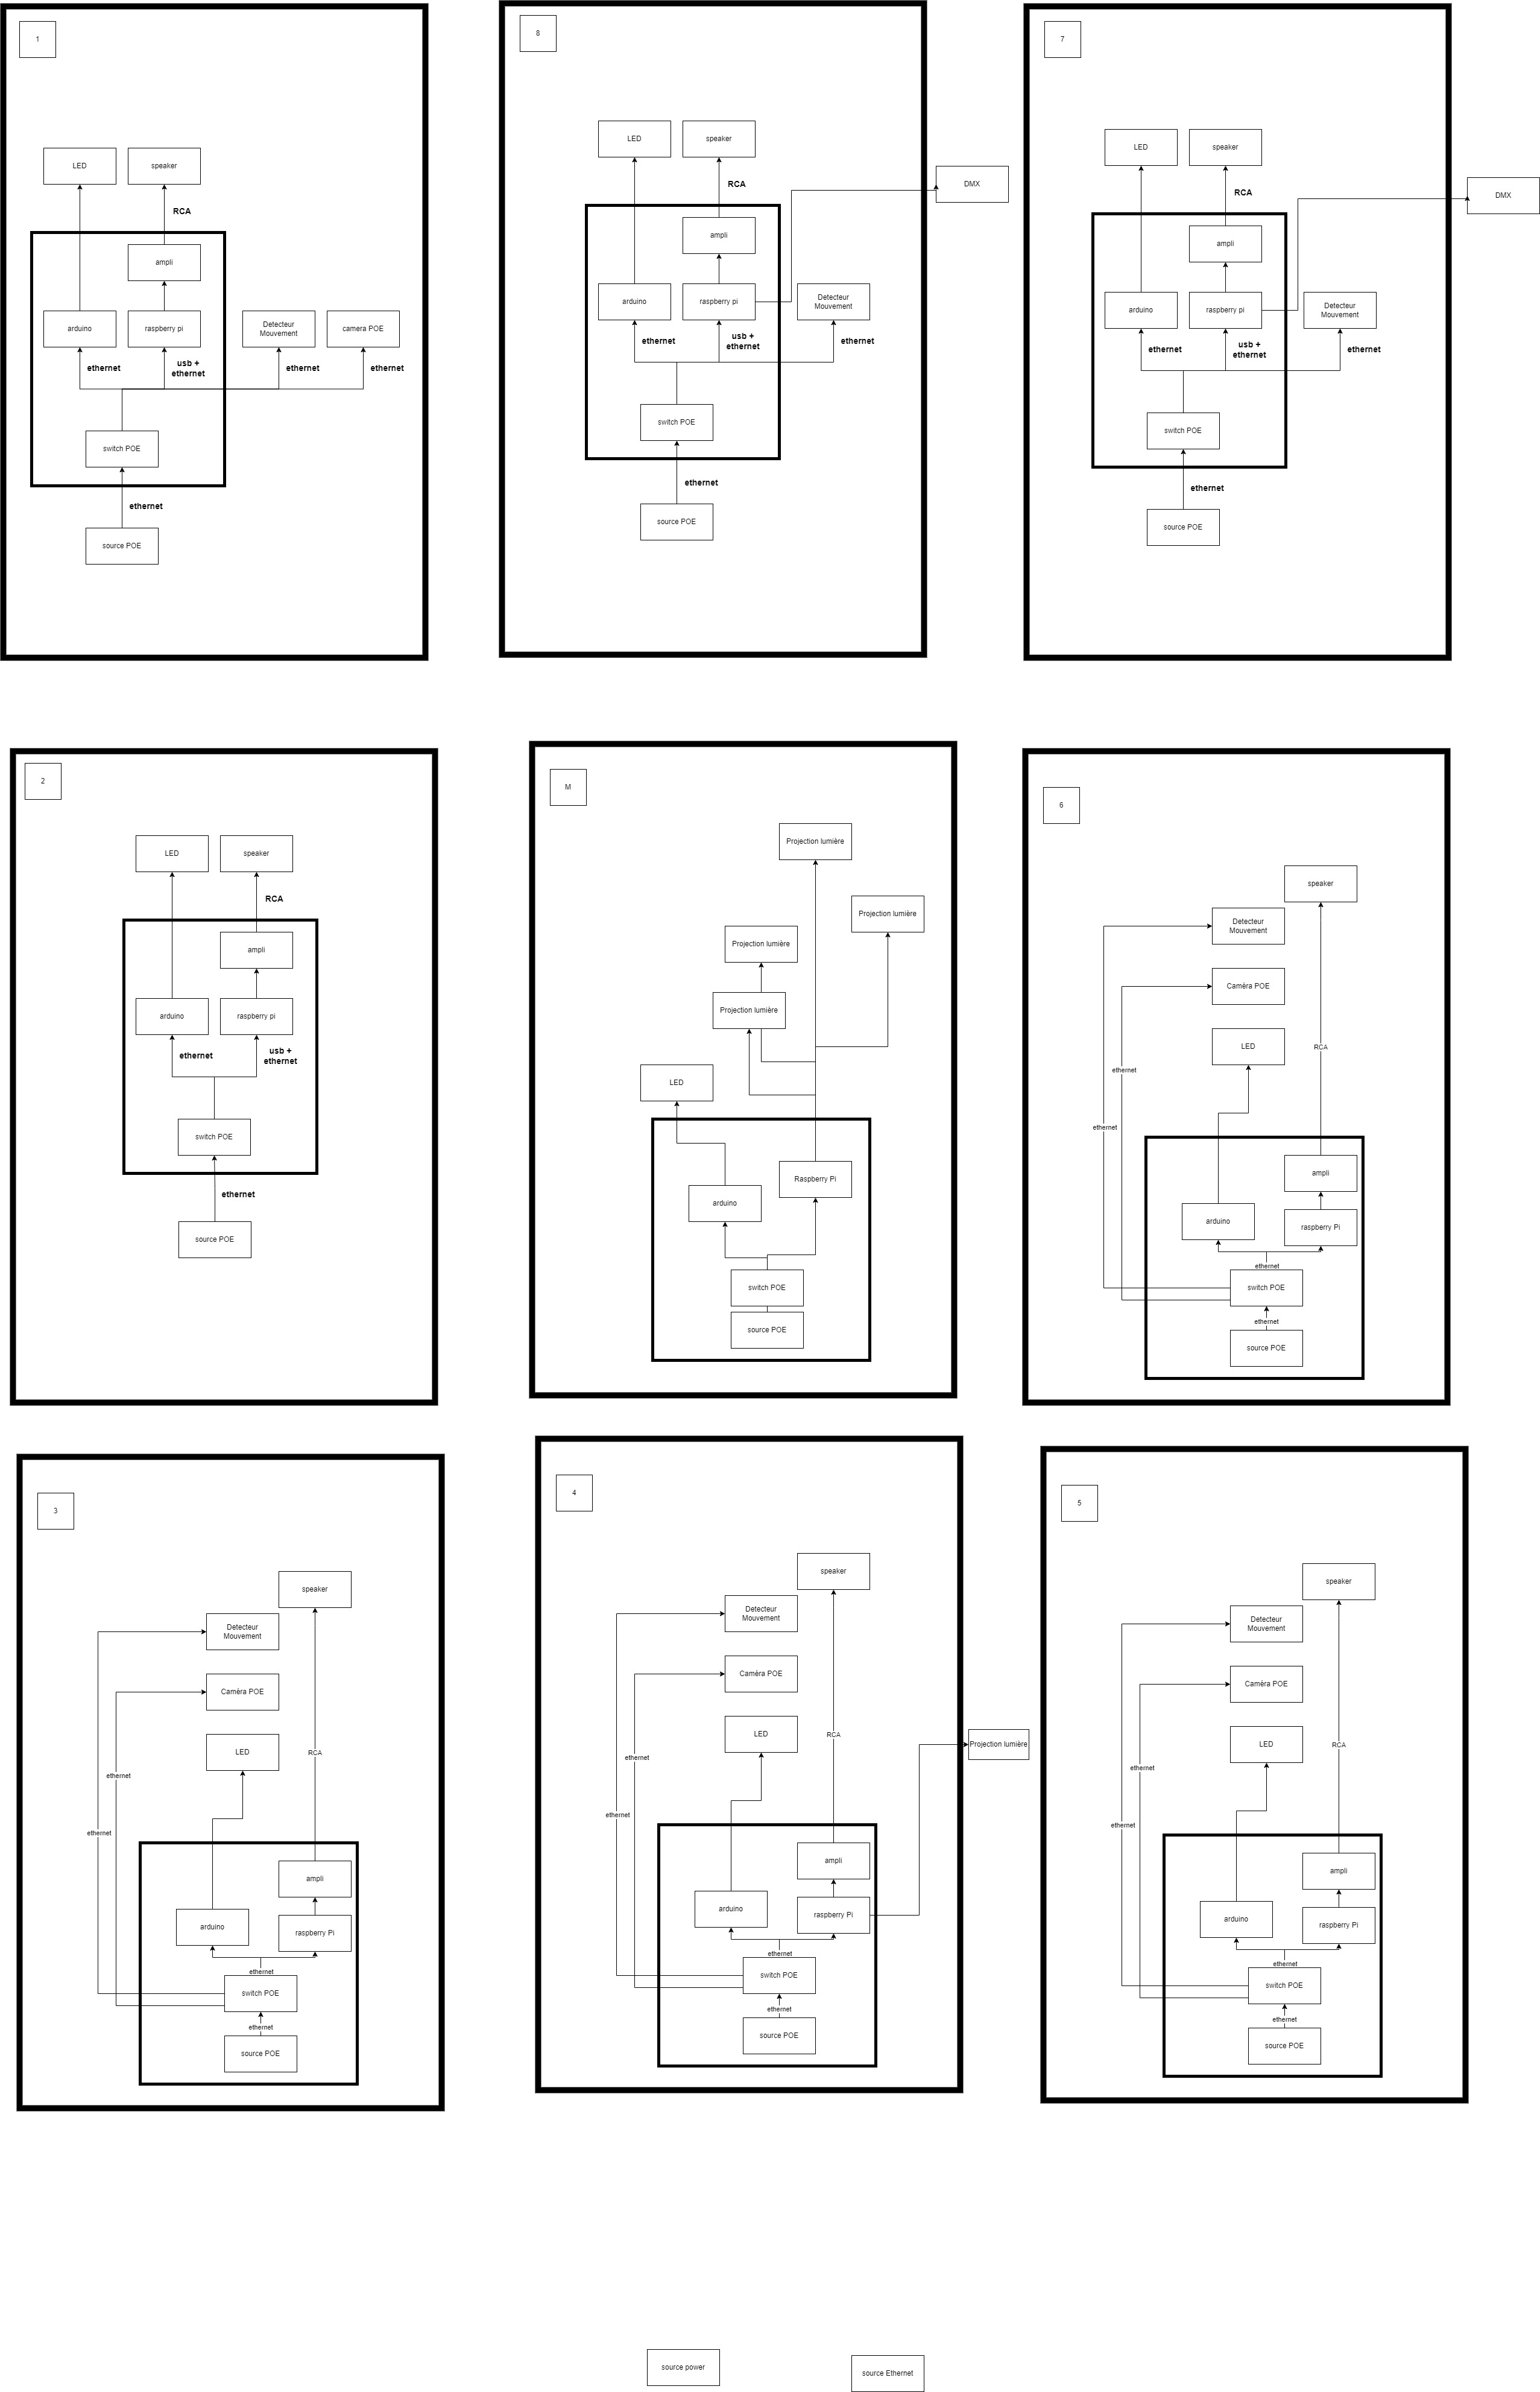 1
LED
speaker
RCA
ampli
arduino
raspberry pi
Detecteur
Mouvement
camera POE
ethernet
usb +
ethernet
ethernet
ethernet
switch POE
ethernet
source POE
8
LED
speaker
DMX
RCA
ampli
arduino
raspberry pi
Detecteur
Mouvement
ethernet
usb +
ethernet
ethernet
switch POE
ethernet
source POE
7
LED
speaker
DMX
RCA
ampli
arduino
raspberry pi
Detecteur
Mouvement
ethernet
usb +
ethernet
ethernet
switch POE
ethernet
source POE
2
LED
speaker
RCA
ampli
arduino
raspberry pi
ethernet
usb +
ethernet
switch POE
ethernet
source POE
M
Projection lumière
Projection lumière
Projection lumière
Projection lumière
LED
Raspberry Pi
arduino
switch POE
source POE
6
speaker
Detecteur
Mouvement
Camèra POE
LED
RCA
ethernet
ethernet
ampli
arduino
raspberry Pi
ethernet
switch POE
ethernet
source POE
3
speaker
Detecteur
Mouvement
Camèra POE
LED
RCA
ethernet
ethernet
ampli
arduino
raspberry Pi
ethernet
switch POE
ethernet
source POE
4
speaker
Detecteur
Mouvement
Camèra POE
LED
RCA
Projection lumière
ethernet
ethernet
ampli
arduino
raspberry Pi
ethernet
switch POE
ethernet
source POE
5
speaker
Detecteur
Mouvement
Camèra POE
LED
RCA
ethernet
ethernet
ampli
arduino
raspberry Pi
ethernet
switch POE
ethernet
source POE
source power
source Ethernet